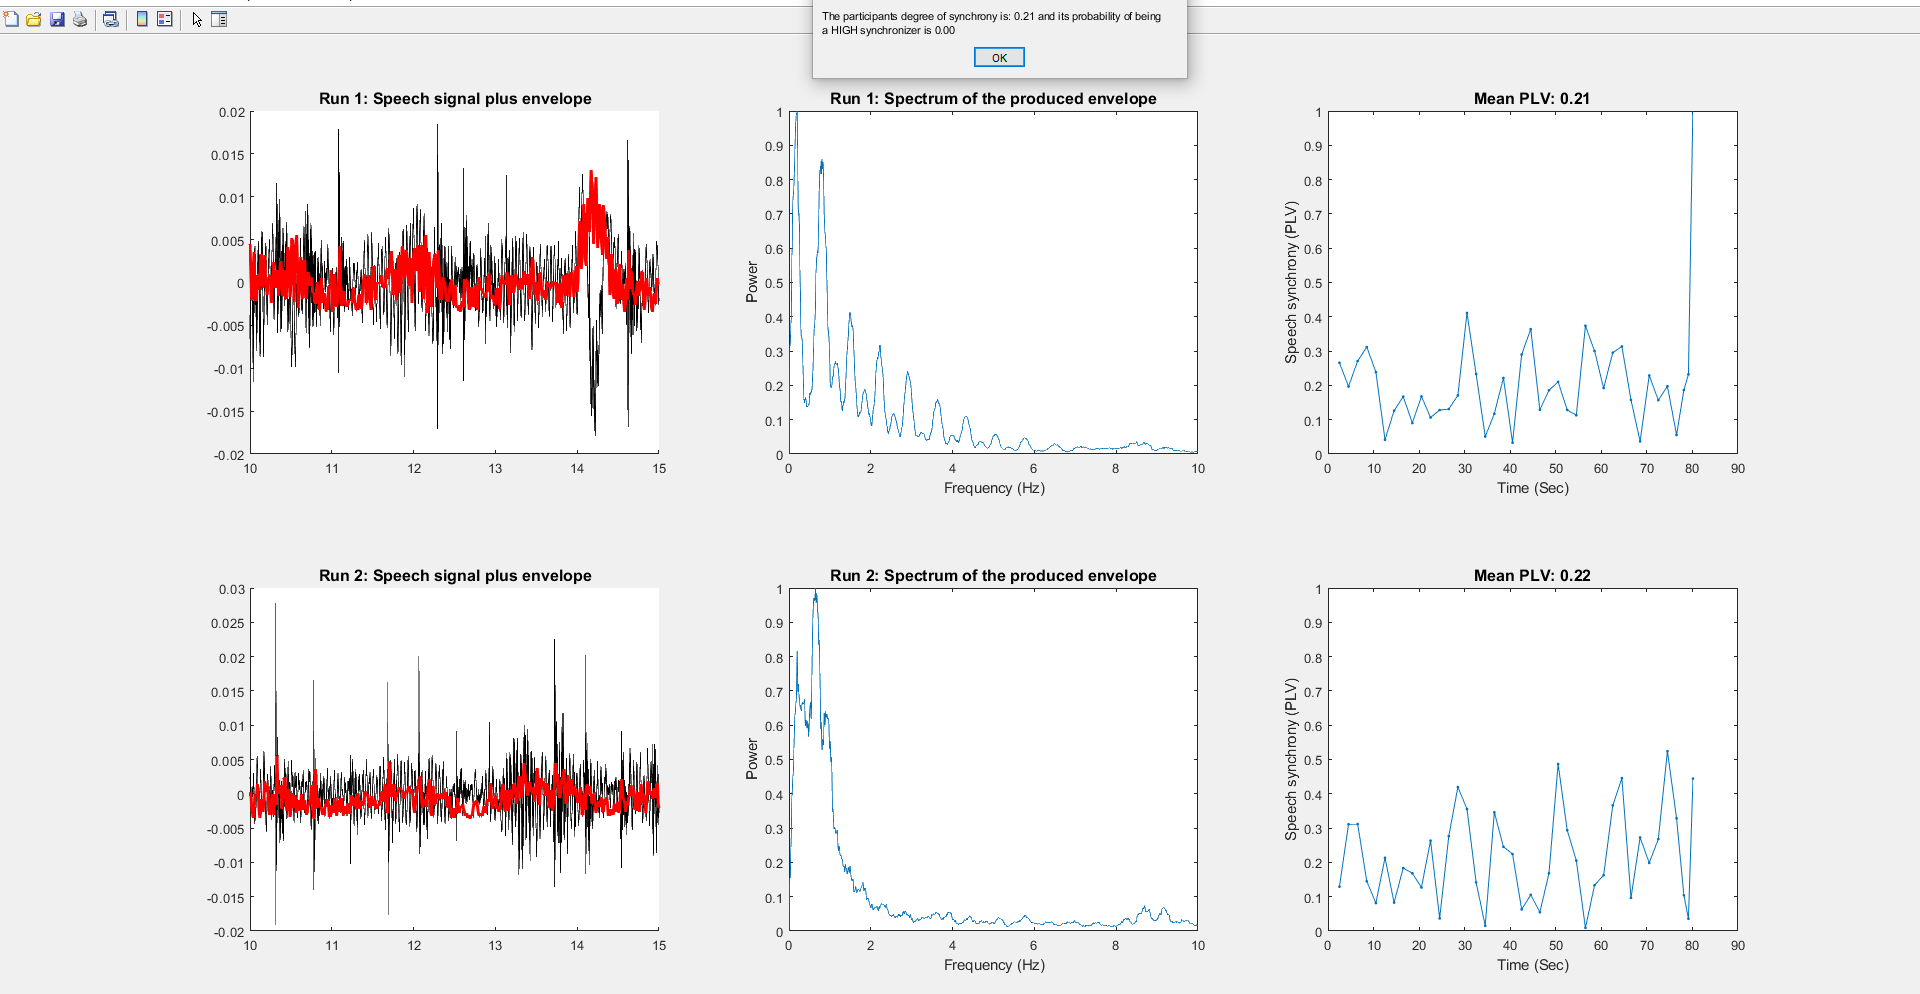 The participants degree of synchrony is: 0.21 and its probability of being
a HIGH synchronizer is 0.00
OK
Run 1: Speech signal plus envelope
0.02
0.015
0.01
0.005
0
-0.005
-0.01
-0.015
-0.02
10 11 12 13 14 15
Run 1: Spectrum of the produced envelope
Power
1
0.9
0.8
0.7
0.6
0.5
0.4
0.3
0.2
0.1
0
0 2 4 6 8 10
Frequency (Hz)
Mean PLV: 0.21
Speech synchrony (PLV)
1
0.9
0.8
0.7
0.6
0.5
0.4
0.3
0.2
0.1
0
0 10 20 30 40 50 60 70 80 90
Time (Sec)
Run 2: Speech signal plus envelope
0.03
0.025
0.02
0.015
0.01
0.005
0
-0.005
-0.01
-0.015
-0.02
10 11 12 13 14 15
Run 2: Spectrum of the produced envelope
Power
1
0.9
0.8
0.7
0.6
0.5
0.4
0.3
0.2
0.1
0
0 2 4 6 8 10
Frequency (Hz)
Mean PLV: 0.22
Speech synchrony (PLV)
1
0.9
0.8
0.7
0.6
0.5
0.4
0.3
0.2
0.1
0
0 10 20 30 40 50 60 70 80 90
Time (Sec)